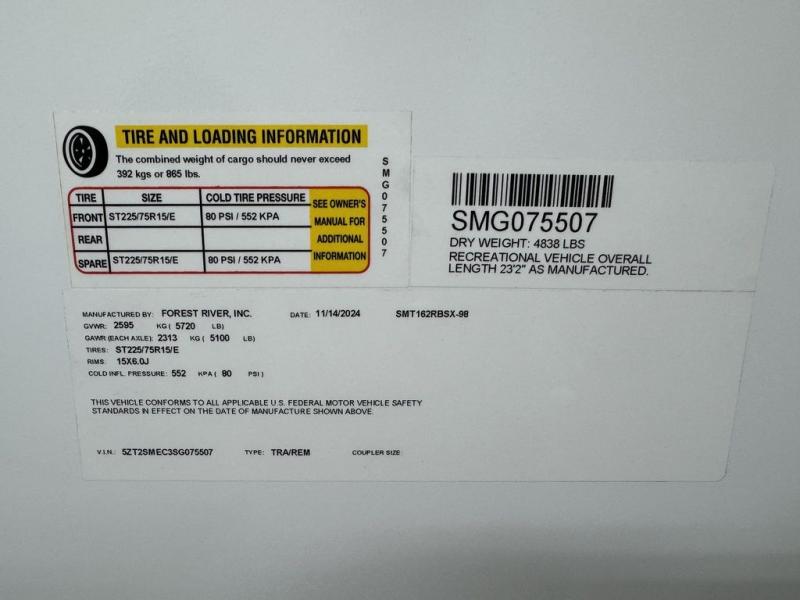 TIRE AND LOADING INFORMATION
The combined weight of cargo should never exceed
392 kgs or 865 lbs.
TIRE SIZE COLD TIRE PRESSURE
FRONT ST225/75R15/E 80 PSI / 552 KPA
REAR
SPARE ST225/75R15/E 80 PSI / 552 KPA
SEE OWNER'S
MANUAL FOR
ADDITIONAL
INFORMATION
SMG075507
SMG075507
DRY WEIGHT: 4838 LBS
RECREATIONAL VEHICLE OVERALL
LENGTH 23'2" AS MANUFACTURED.
MANUFACTURED BY: FOREST RIVER, INC. DATE: 11/14/2024 SMT162RBSX-98
GVWR: 2595 KG ( 5720 LB)
GAWR (EACH AXLE): 2313 KG ( 5100 LB)
TIRES: ST225/75R15/E
RIMS: 15X6.0J
COLD INFL. PRESSURE: 552 KPA ( 80 PSI )
THIS VEHICLE CONFORMS TO ALL APPLICABLE U.S. FEDERAL MOTOR VEHICLE SAFETY
STANDARDS IN EFFECT ON THE DATE OF MANUFACTURE SHOWN ABOVE.
V.I.N.: 5ZT2SMEC3SG075507 TYPE: TRA/REM COUPLER SIZE: